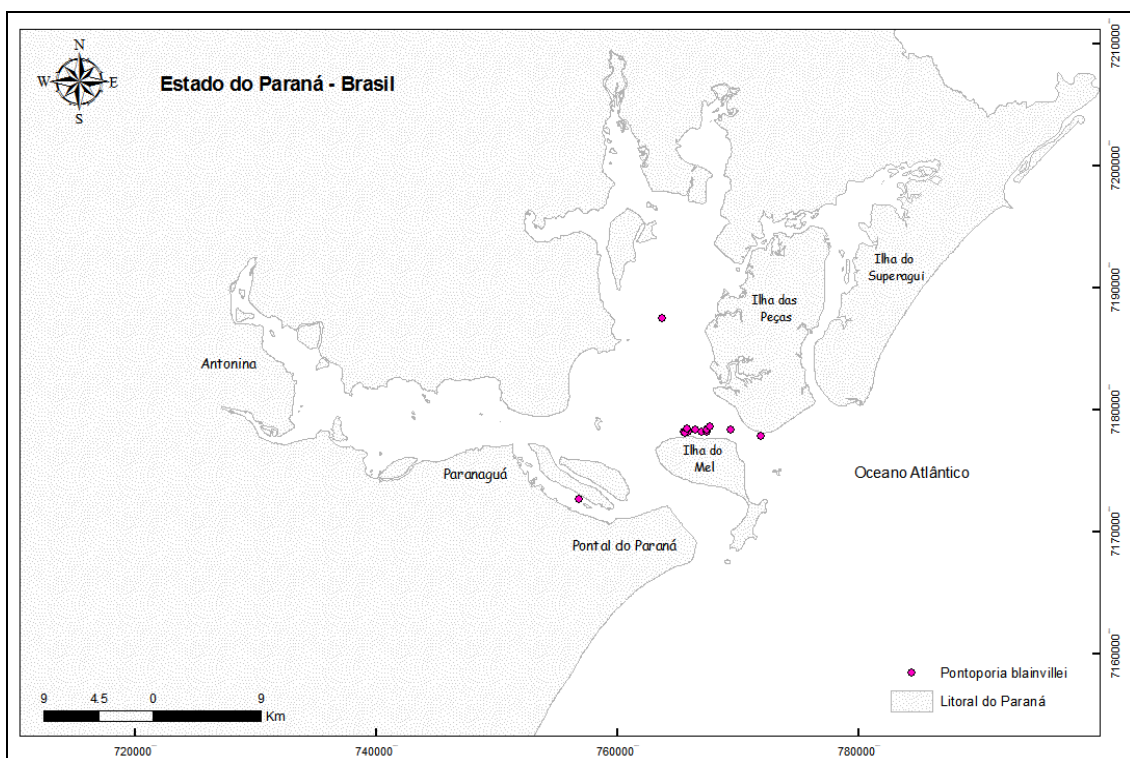 N
W E
S
Estado do Paraná - Brasil
7210000
7200000
7190000
7180000
7170000
7160000
Ilha do
Superagui
Ilha das
Peças
Antonina
Ilha do
Mel
Paranaguá
Oceano Atlântico
Pontal do Paraná
Pontoporia blainvillei
Litoral do Paraná
9 4.5 0 9
Km
720000 740000 760000 780000